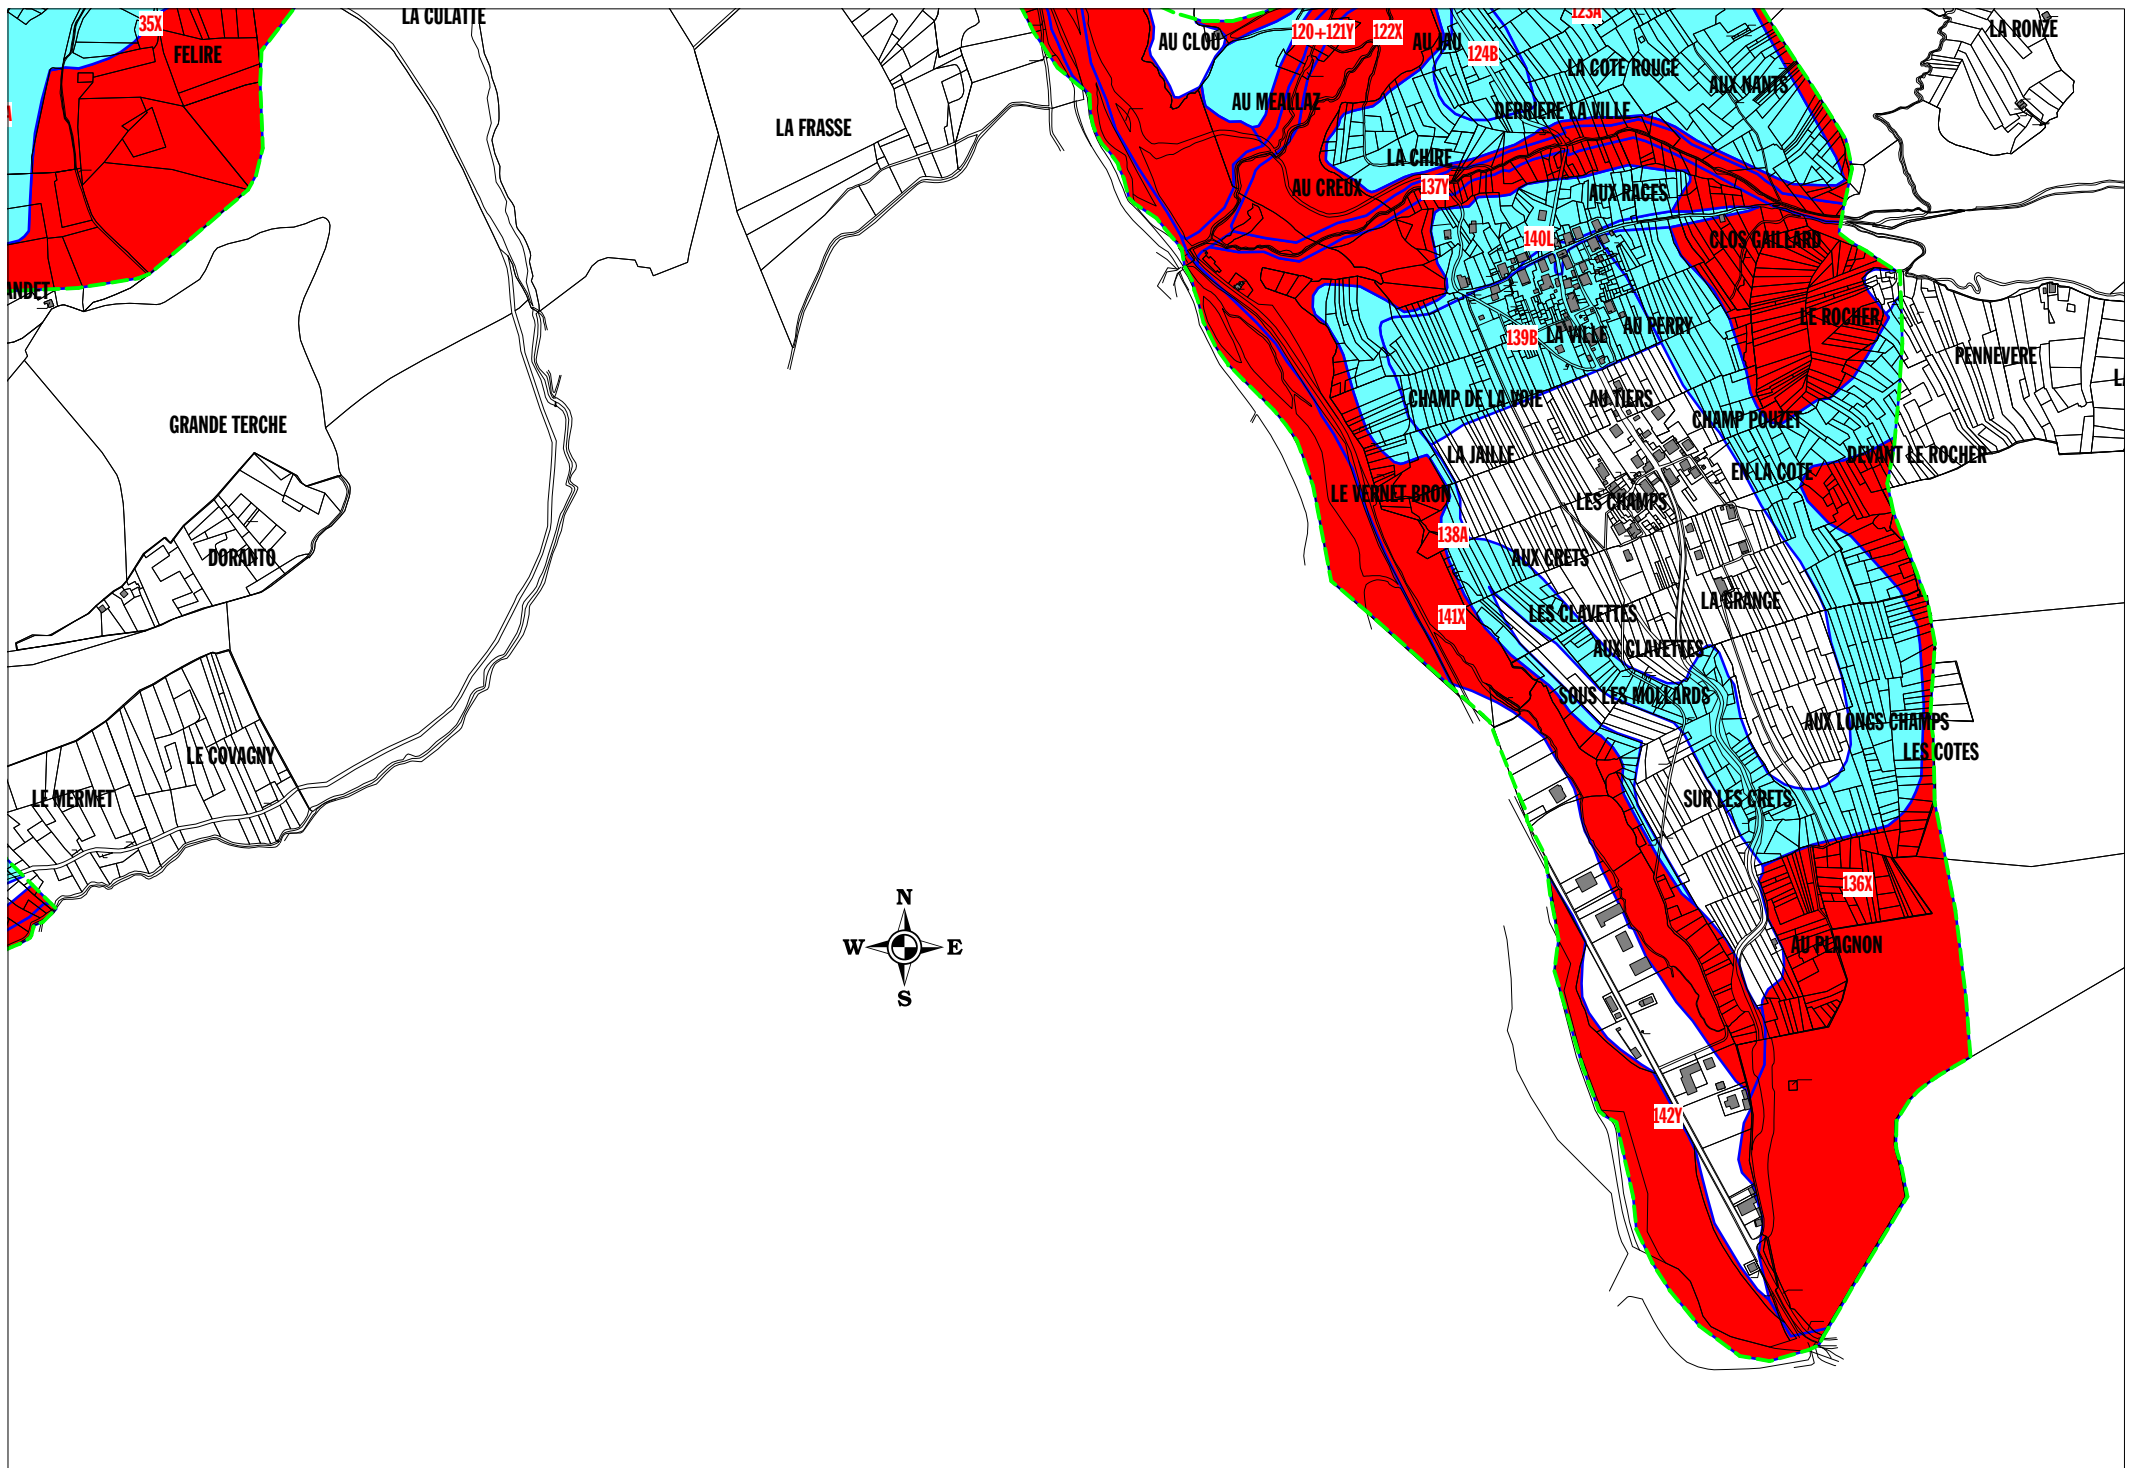 LA CULATTE
35X
FELIRE
AU CLOU
120+121Y
122X
AU JAU
123A
124B
LA COTE ROUGE
LA RONZE
AUX NANTS
AU MEALLAZ
DERRIERE LA VILLE
LA FRASSE
LA CHIRE
AU CREUX
137Y
AUX RACES
140L
CLOS GAILLARD
ANDET
LE ROCHER
AU PERRY
139B
LA VILLE
PENNEVERE
CHAMP DE LA VOIE
AU TIERS
CHAMP POUZET
GRANDE TERCHE
LA JAILLE
DEVANT LE ROCHER
EN LA COTE
LE VERNET BRON
LES CHAMPS
138A
DORANTO
AUX CRETS
LA GRANGE
LES CLAVETTES
141X
AUX CLAVETTES
SOUS LES MOLLARDS
AUX LONGS CHAMPS
LES COTES
LE COVAGNY
LE MERMET
SUR LES CRETS
136X
N
W E
S
AU PLAGNON
142Y